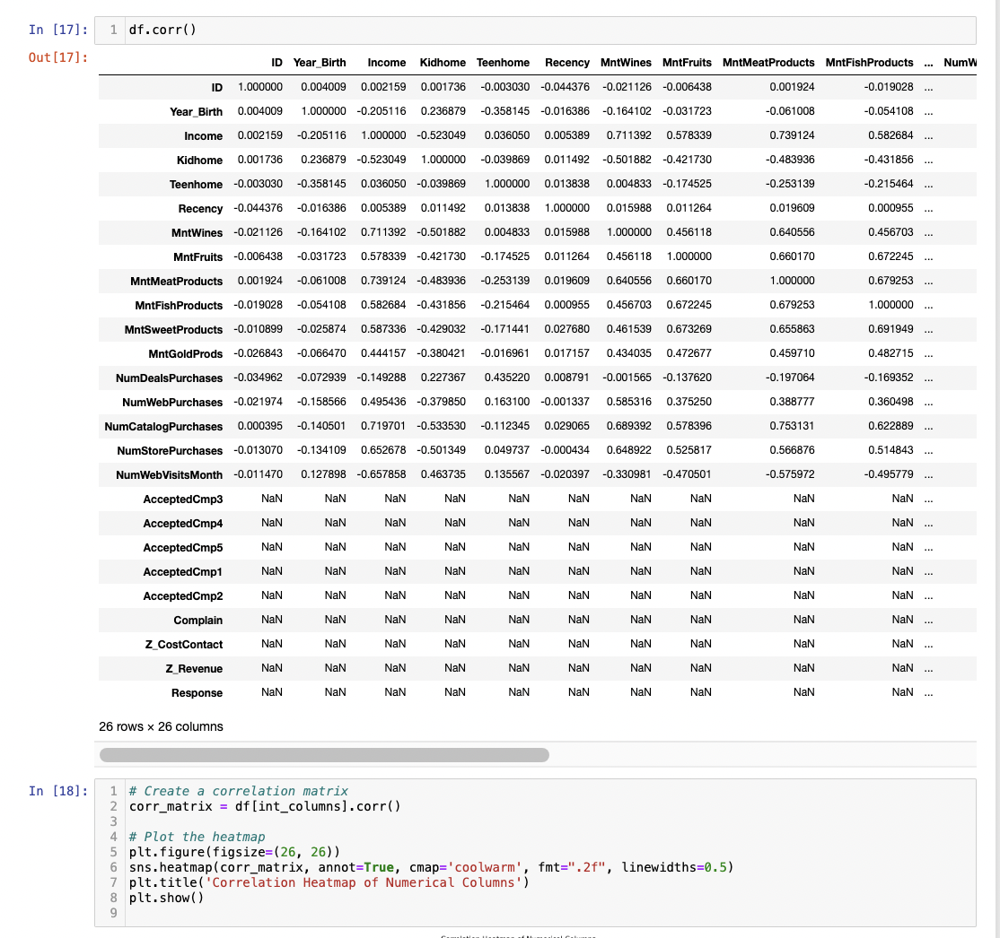 In [17]: 1 df.corr()
Out[17]:
ID Year_Birth Income Kidhome Teenhome Recency MntWines MntFruits MntMeatProducts MntFishProducts ... NumW
ID 1.000000 0.004009 0.002159 0.001736 -0.003030 -0.044376 -0.021126 -0.006438 0.001924 -0.019028 ...
Year_Birth 0.004009 1.000000 -0.205116 0.236879 -0.358145 -0.016386 -0.164102 -0.031723 -0.061008 -0.054108 ...
Income 0.002159 -0.205116 1.000000 -0.523049 0.036050 0.005389 0.711392 0.578339 0.739124 0.582684 ...
Kidhome 0.001736 0.236879 -0.523049 1.000000 -0.039869 0.011492 -0.501882 -0.421730 -0.483936 -0.431856 ...
Teenhome -0.003030 -0.358145 0.036050 -0.039869 1.000000 0.013838 0.004833 -0.174525 -0.253139 -0.215464 ...
Recency -0.044376 -0.016386 0.005389 0.011492 0.013838 1.000000 0.015988 0.011264 0.019609 0.000955 ...
MntWines -0.021126 -0.164102 0.711392 -0.501882 0.004833 0.015988 1.000000 0.456118 0.640556 0.456703 ...
MntFruits -0.006438 -0.031723 0.578339 -0.421730 -0.174525 0.011264 0.456118 1.000000 0.660170 0.672245 ...
MntMeatProducts 0.001924 -0.061008 0.739124 -0.483936 -0.253139 0.019609 0.640556 0.660170 1.000000 0.679253 ...
MntFishProducts -0.019028 -0.054108 0.582684 -0.431856 -0.215464 0.000955 0.456703 0.672245 0.679253 1.000000 ...
MntSweetProducts -0.010899 -0.025874 0.587336 -0.429032 -0.171441 0.027680 0.461539 0.673269 0.655863 0.691949 ...
MntGoldProds -0.026843 -0.066470 0.444157 -0.380421 -0.016961 0.017157 0.434035 0.472677 0.459710 0.482715 ...
NumDealsPurchases -0.034962 -0.072939 -0.149288 0.227367 0.435220 0.008791 -0.001565 -0.137620 -0.197064 -0.169352 ...
NumWebPurchases -0.021974 -0.158566 0.495436 -0.379850 0.163100 -0.001337 0.585316 0.375250 0.388777 0.360498 ...
NumCatalogPurchases 0.000395 -0.140501 0.719701 -0.533530 -0.112345 0.029065 0.689392 0.578396 0.753131 0.622889 ...
NumStorePurchases -0.013070 -0.134109 0.652678 -0.501349 0.049737 -0.000434 0.648922 0.525817 0.566876 0.514843 ...
NumWebVisitsMonth -0.011470 0.127898 -0.657858 0.463735 0.135567 -0.020397 -0.330981 -0.470501 -0.575972 -0.495779 ...
AcceptedCmp3 NaN NaN NaN NaN NaN NaN NaN NaN NaN NaN ...
AcceptedCmp4 NaN NaN NaN NaN NaN NaN NaN NaN NaN NaN ...
AcceptedCmp5 NaN NaN NaN NaN NaN NaN NaN NaN NaN NaN ...
AcceptedCmp1 NaN NaN NaN NaN NaN NaN NaN NaN NaN NaN ...
AcceptedCmp2 NaN NaN NaN NaN NaN NaN NaN NaN NaN NaN ...
Complain NaN NaN NaN NaN NaN NaN NaN NaN NaN NaN ...
Z_CostContact NaN NaN NaN NaN NaN NaN NaN NaN NaN NaN ...
Z_Revenue NaN NaN NaN NaN NaN NaN NaN NaN NaN NaN ...
Response NaN NaN NaN NaN NaN NaN NaN NaN NaN NaN ...
26 rows × 26 columns
In [18]: 1 # Create a correlation matrix
2 corr_matrix = df[int_columns].corr()
3
4 # Plot the heatmap
5 plt.figure(figsize=(26, 26))
6 sns.heatmap(corr_matrix, annot=True, cmap='coolwarm', fmt=".2f", linewidths=0.5)
7 plt.title('Correlation Heatmap of Numerical Columns')
8 plt.show()
9
Correlation Heatmap of Numerical Columns